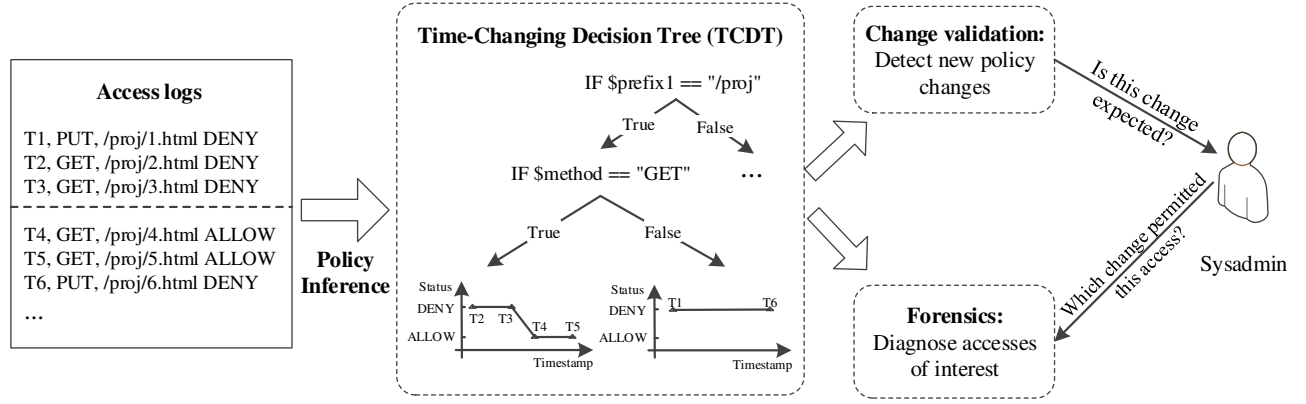 Access logs
T1, PUT, /proj/1.html DENY
T2, GET, /proj/2.html DENY
T3, GET, /proj/3.html DENY
T4, GET, /proj/4.html ALLOW
T5, GET, /proj/5.html ALLOW
T6, PUT, /proj/6.html DENY
...
Policy
Inference
Time-Changing Decision Tree (TCDT)
IF $prefix1 == "/proj"
True
False
IF $method == "GET"
...
True
False
Status
DENY
ALLOW
T2
T3
T4
T5
Timestamp
Status
DENY
ALLOW
T1
T6
Timestamp
Change validation:
Detect new policy
changes
Is this change
expected?
Sysadmin
Which change permitted
this access?
Forensics:
Diagnose accesses
of interest